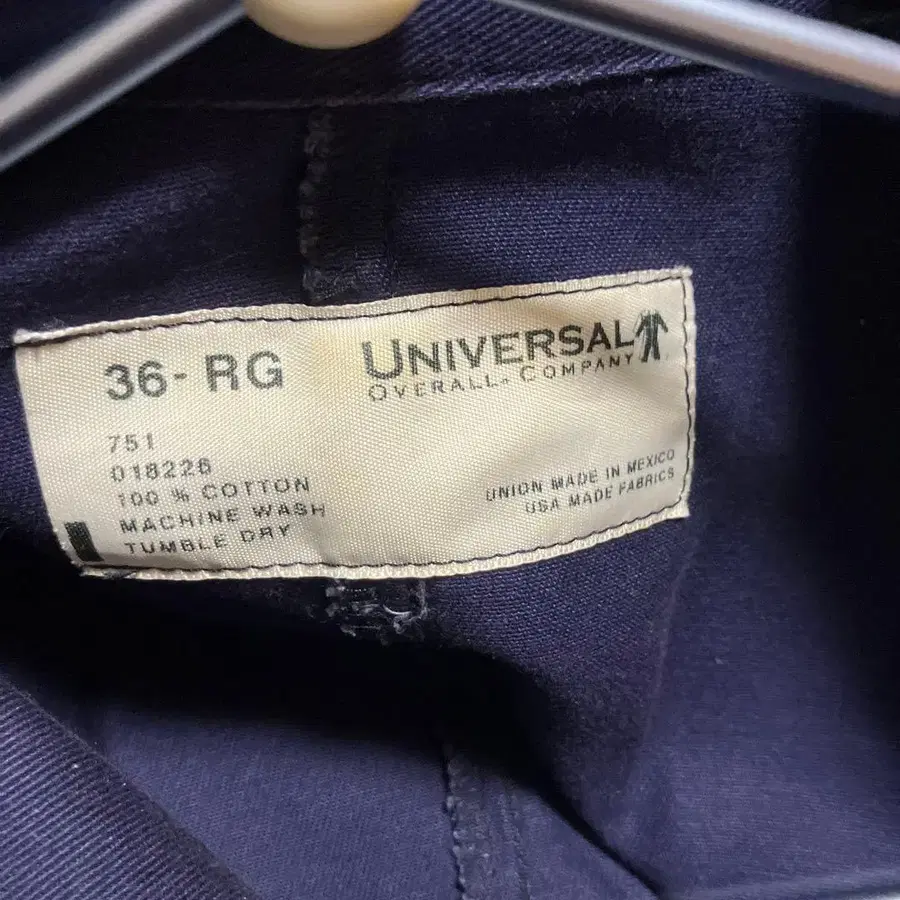 36-RG
UNIVERSAL
OVERALL-COMPANY
751
018228
100 % COTTON
MACHINE WASH
TUMBLE DRY
UNION MADE IN MEXICO
USA MADE FABRICS